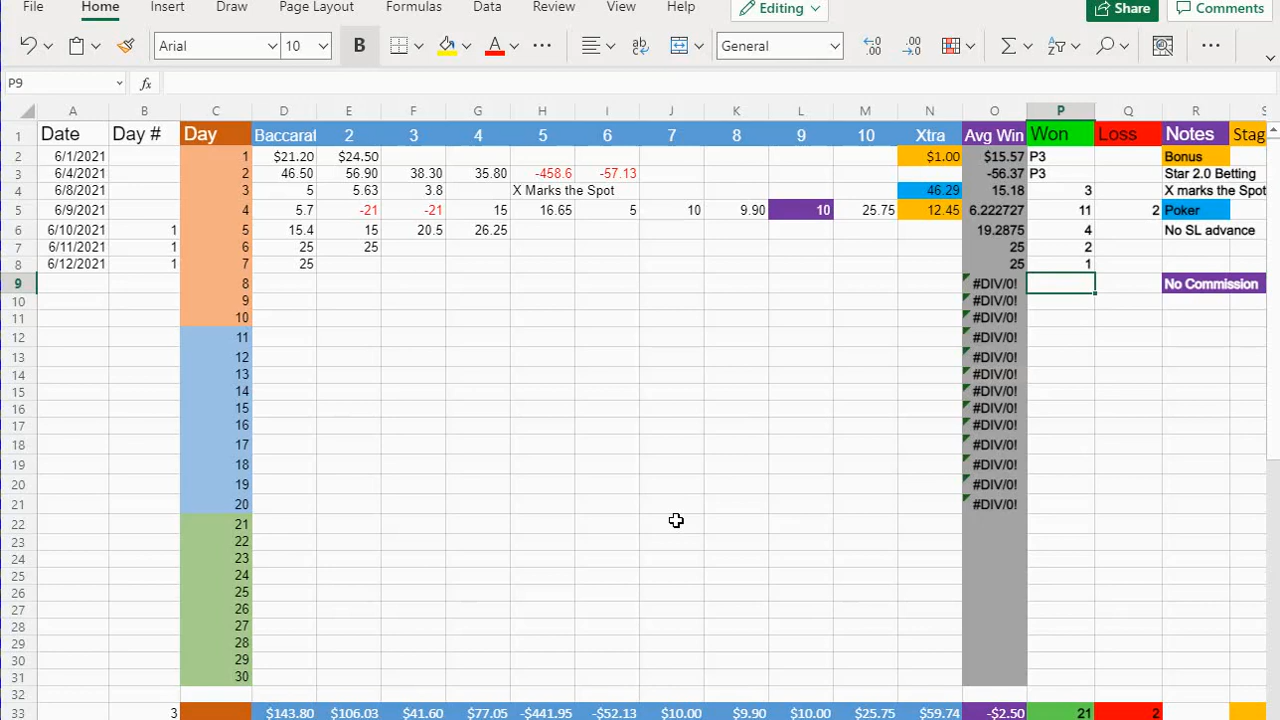 File Home Insert Draw Page Layout Formulas Data Review View Help Editing Share Comments
Arial 10 B A General
P9 fx
A B C D E F G H I J K L M N O P Q R S
1 Date Day # Day Baccarat 2 3 4 5 6 7 8 9 10 Xtra Avg Win Won Loss Notes Stag
2 6/1/2021 1 $21.20 $24.50 $1.00 $15.57 P3 Bonus
3 6/4/2021 2 46.50 56.90 38.30 35.80 -458.6 -57.13 -56.37 P3 Star 2.0 Betting
4 6/8/2021 3 5 5.63 3.8 X Marks the Spot 46.29 15.18 3 X marks the Spot
5 6/9/2021 4 5.7 -21 -21 15 16.65 5 10 9.90 10 25.75 12.45 6.222727 11 2 Poker
6 6/10/2021 1 5 15.4 15 20.5 26.25 19.2875 4 No SL advance
7 6/11/2021 1 6 25 25 25 2
8 6/12/2021 1 7 25 25 1
9 8 #DIV/0! No Commission
10 9 #DIV/0!
11 10 #DIV/0!
12 11 #DIV/0!
13 12 #DIV/0!
14 13 #DIV/0!
15 14 #DIV/0!
16 15 #DIV/0!
17 16 #DIV/0!
18 17 #DIV/0!
19 18 #DIV/0!
20 19 #DIV/0!
21 20 #DIV/0!
22 21
23 22
24 23
25 24
26 25
27 26
28 27
29 28
30 29
31 30
32
33 3 $143.80 $106.03 $41.60 $77.05 -$441.95 -$52.13 $10.00 $9.90 $10.00 $25.75 $59.74 -$2.50 21 2